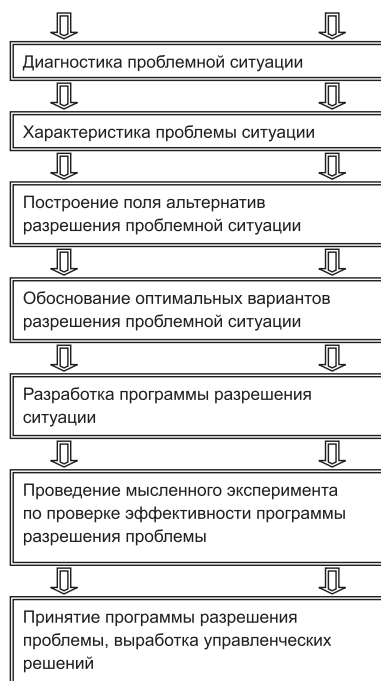 Диагностика проблемной ситуации
Характеристика проблемы ситуации
Построение поля альтернатив
разрешения проблемной ситуации
Обоснование оптимальных вариантов
разрешения проблемной ситуации
Разработка программы разрешения
ситуации
Проведение мысленного эксперимента
по проверке эффективности программы
разрешения проблемы
Принятие программы разрешения
проблемы, выработка управленческих
решений